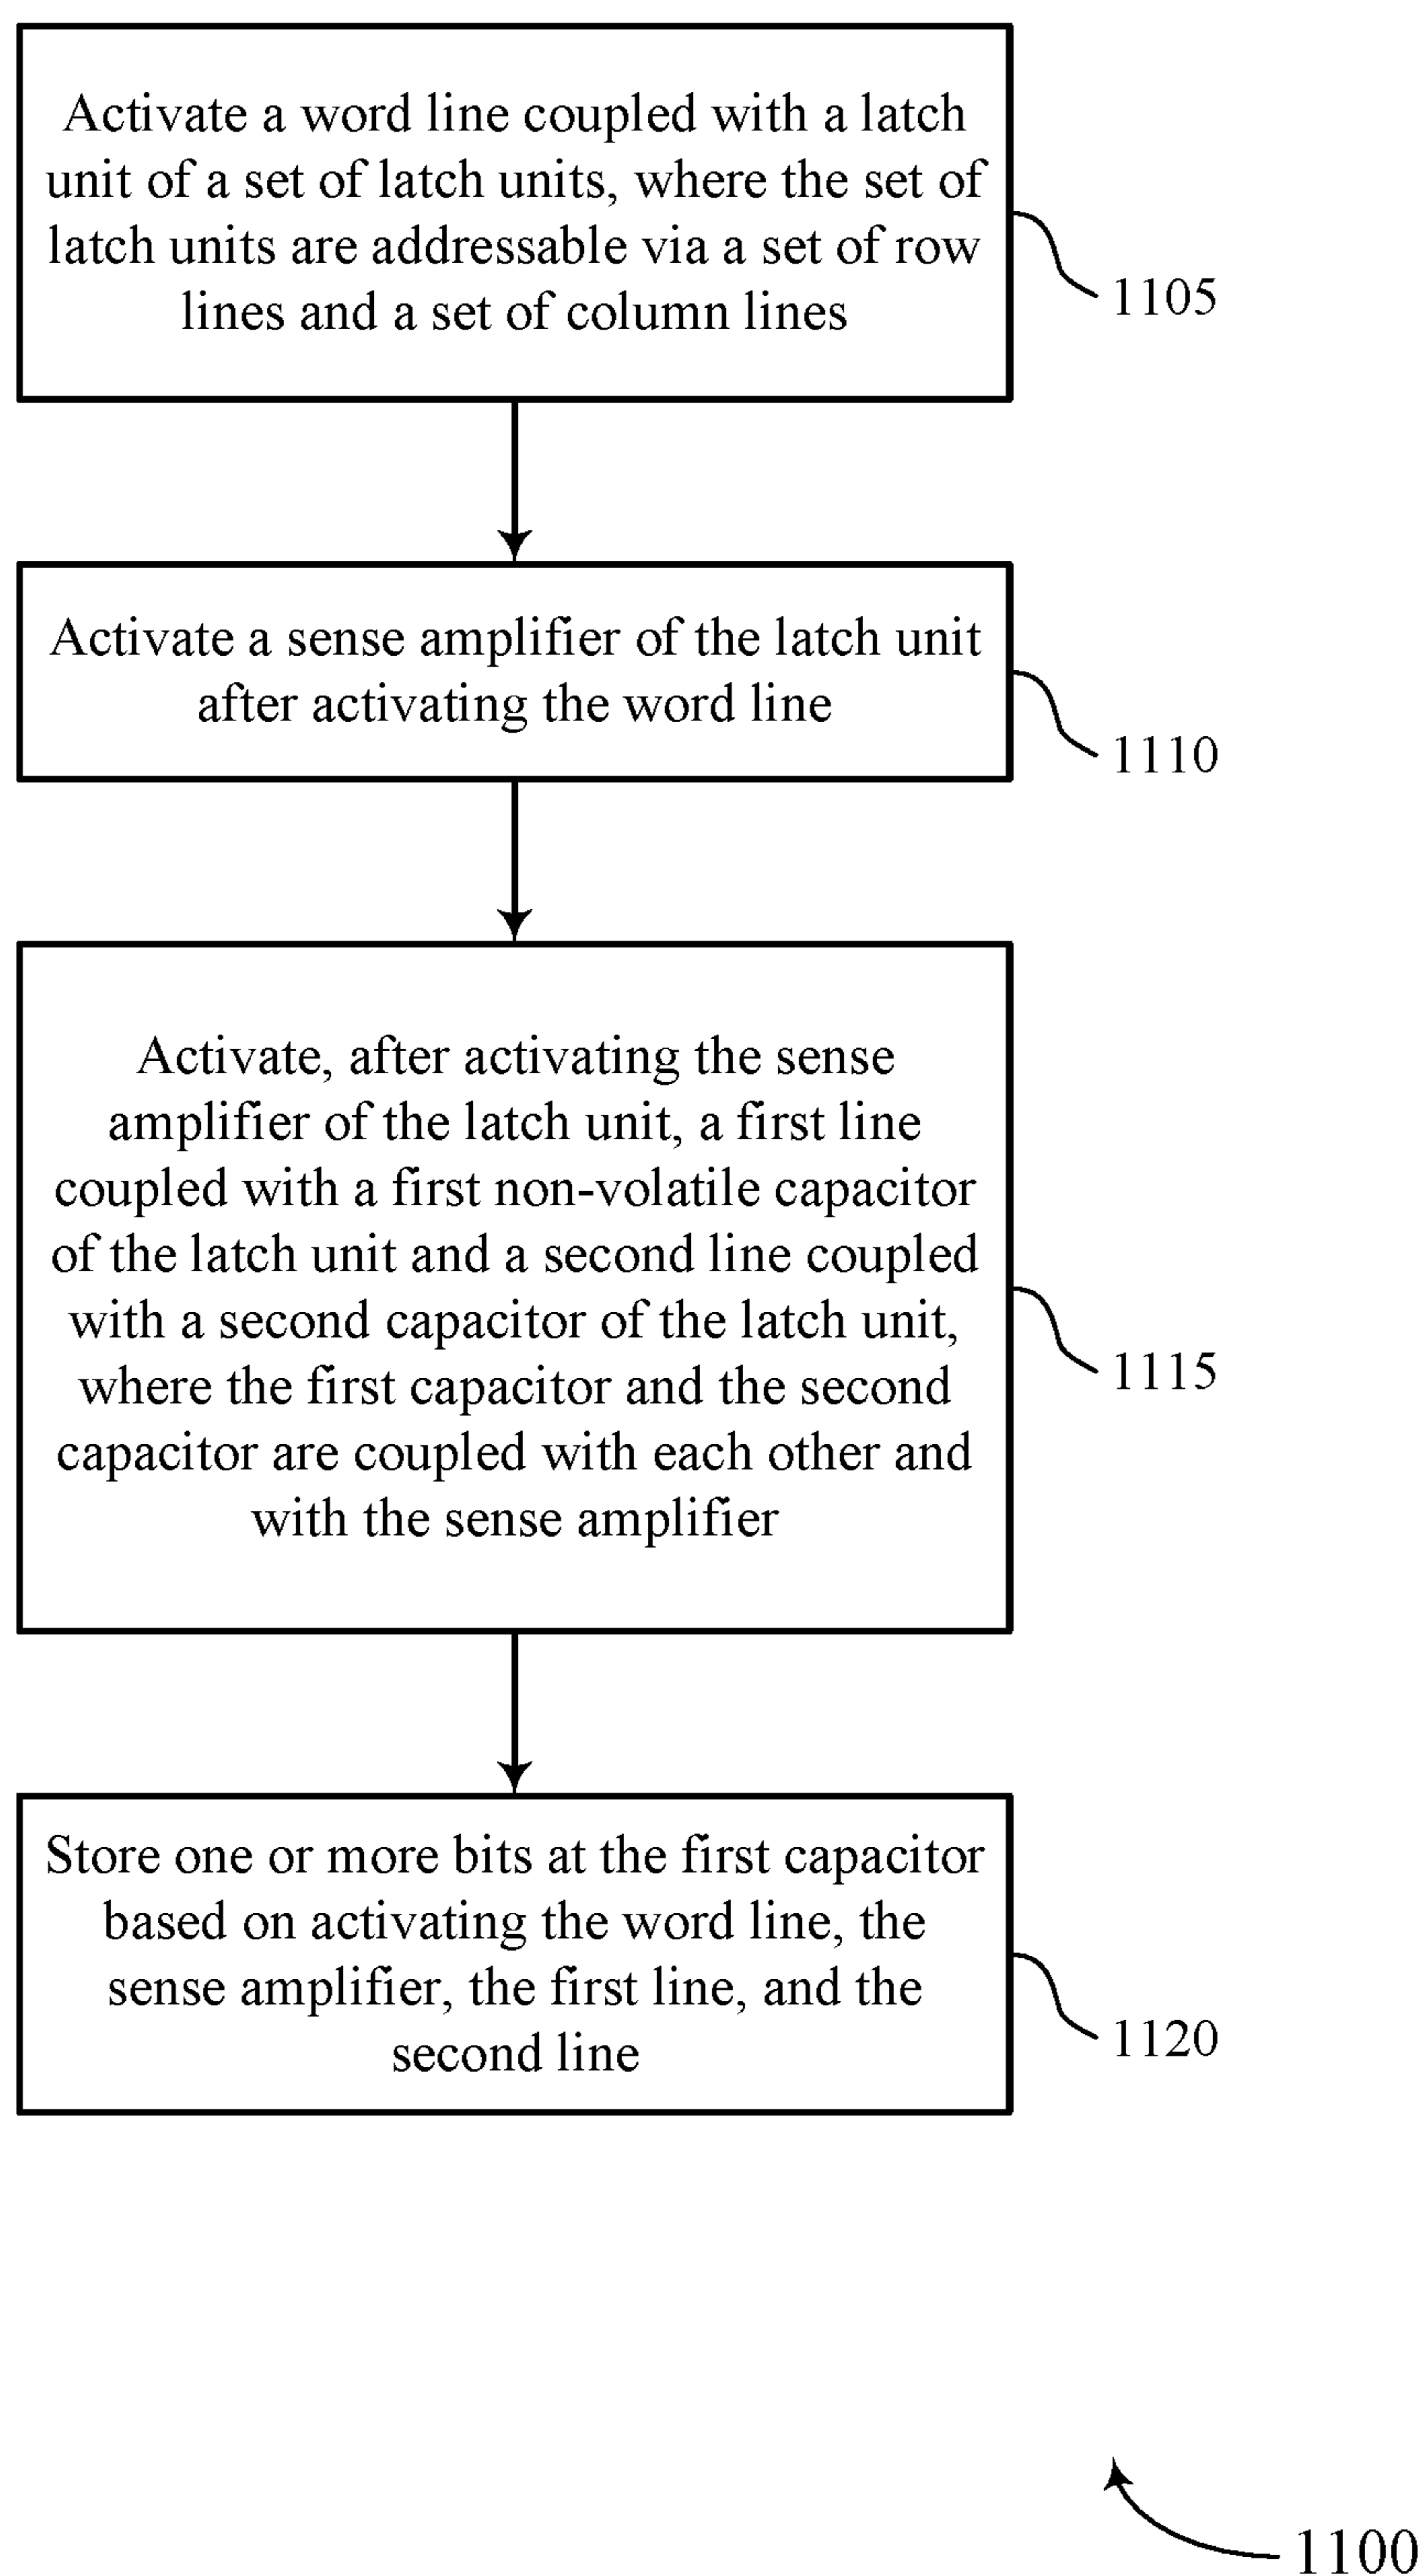 Activate a word line coupled with a latch
unit of a set of latch units, where the set of
latch units are addressable via a set of row
lines and a set of column lines
1105
Activate a sense amplifier of the latch unit
after activating the word line
1110
Activate, after activating the sense
amplifier of the latch unit, a first line
coupled with a first non-volatile capacitor
of the latch unit and a second line coupled
with a second capacitor of the latch unit,
where the first capacitor and the second
capacitor are coupled with each other and
with the sense amplifier
1115
Store one or more bits at the first capacitor
based on activating the word line, the
sense amplifier, the first line, and the
second line
1120
1100